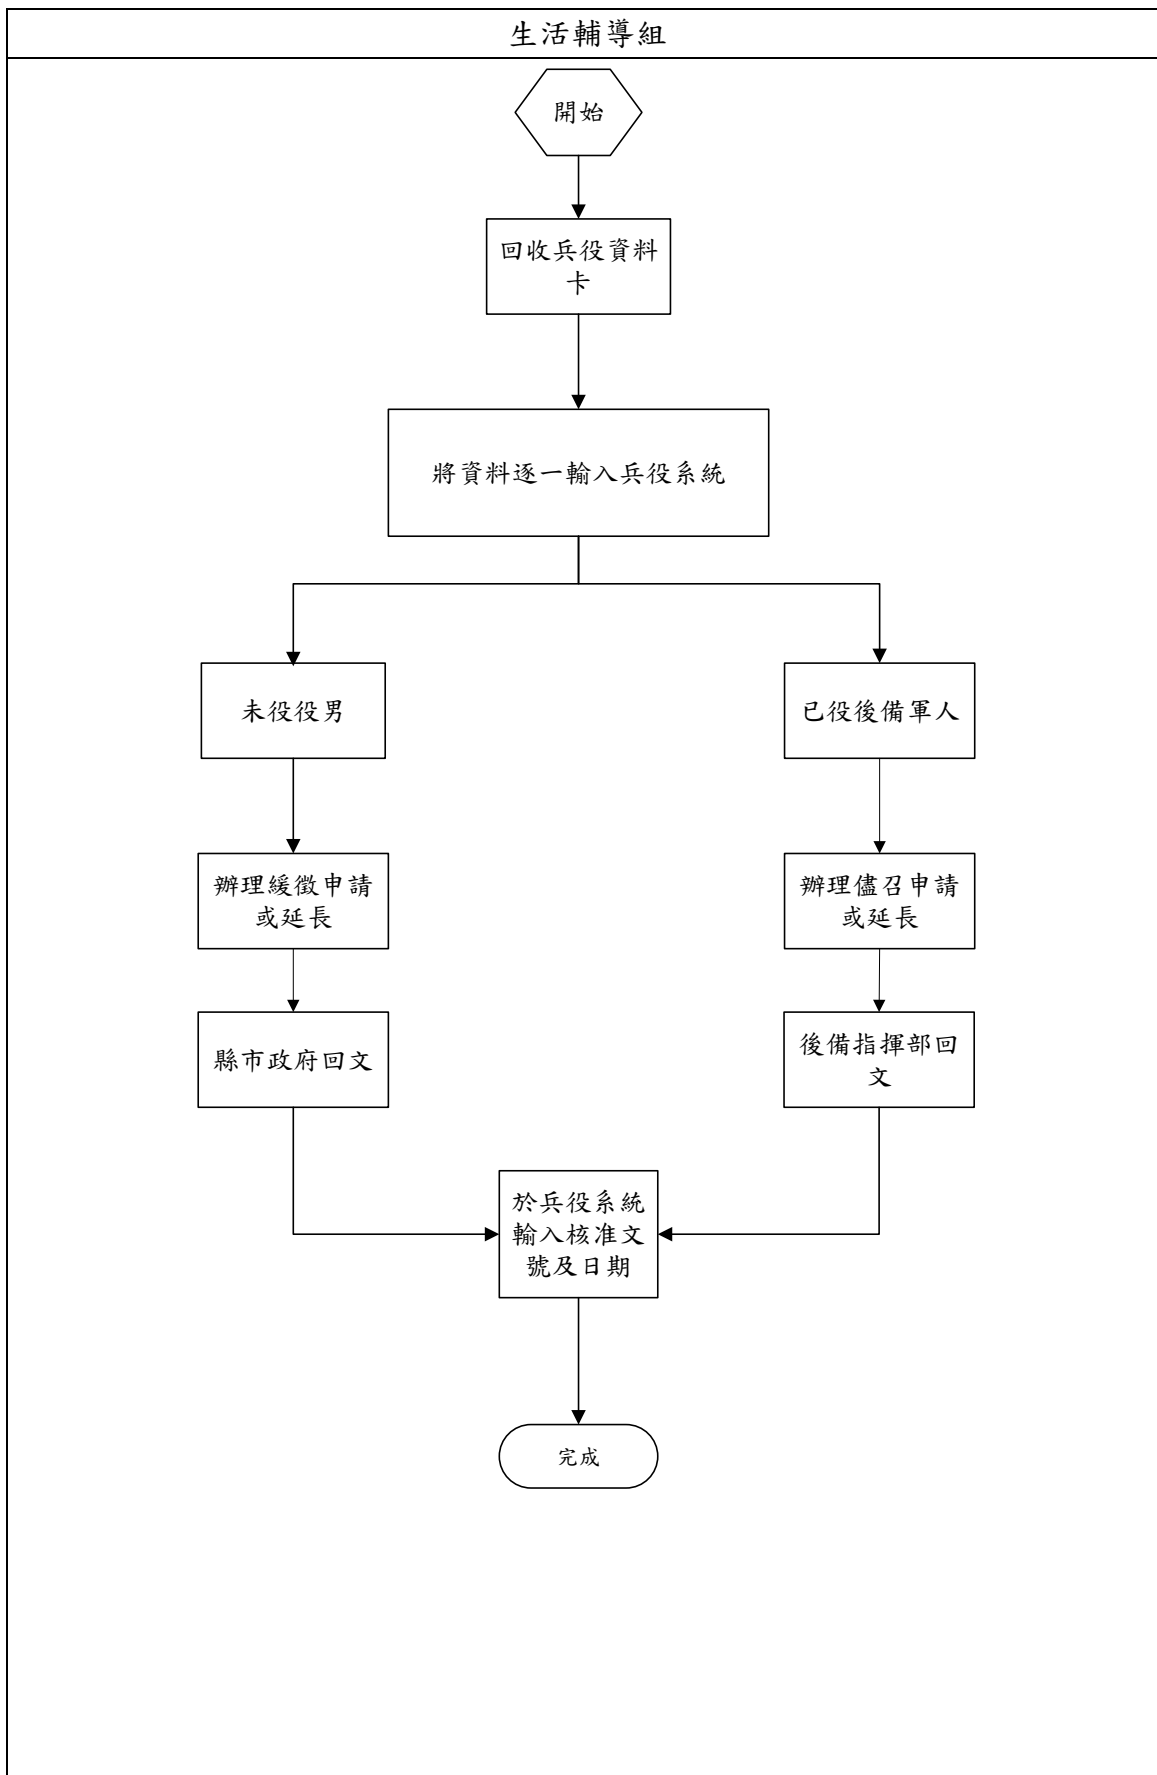 生活輔導組
開始
回收兵役資料
卡
將資料逐一輸入兵役系統
未役役男
已役後備軍人
辦理緩徵申請
或延長
辦理儘召申請
或延長
縣市政府回文
後備指揮部回
文
於兵役系統
輸入核准文
號及日期
完成